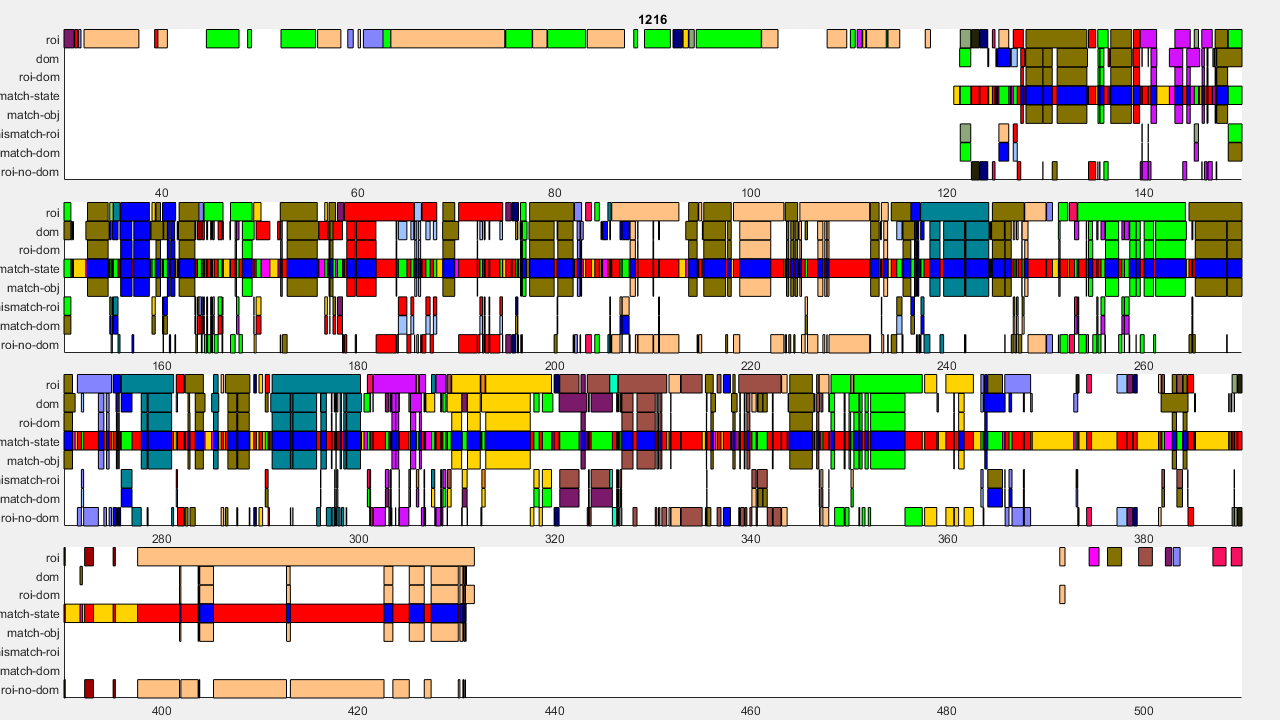 1216
roi
dom
roi-dom
match-state
match-obj
mismatch-roi
match-dom
roi-no-dom
40 60 80 100 120 140
roi
dom
roi-dom
match-state
match-obj
mismatch-roi
match-dom
roi-no-dom
160 180 200 220 240 260
roi
dom
roi-dom
match-state
match-obj
mismatch-roi
match-dom
roi-no-dom
280 300 320 340 360 380
roi
dom
roi-dom
match-state
match-obj
mismatch-roi
match-dom
roi-no-dom
400 420 440 460 480 500